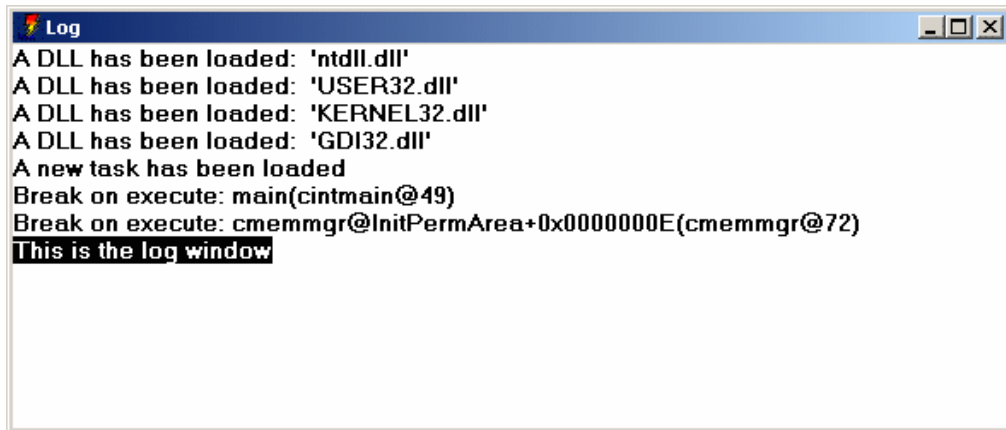 Log
A DLL has been loaded:  'ntdll.dll'
A DLL has been loaded:  'USER32.dll'
A DLL has been loaded:  'KERNEL32.dll'
A DLL has been loaded:  'GDI32.dll'
A new task has been loaded
Break on execute: main(cintmain@49)
Break on execute: cmemmgr@InitPermArea+0x0000000E(cmemmgr@72)
This is the log window